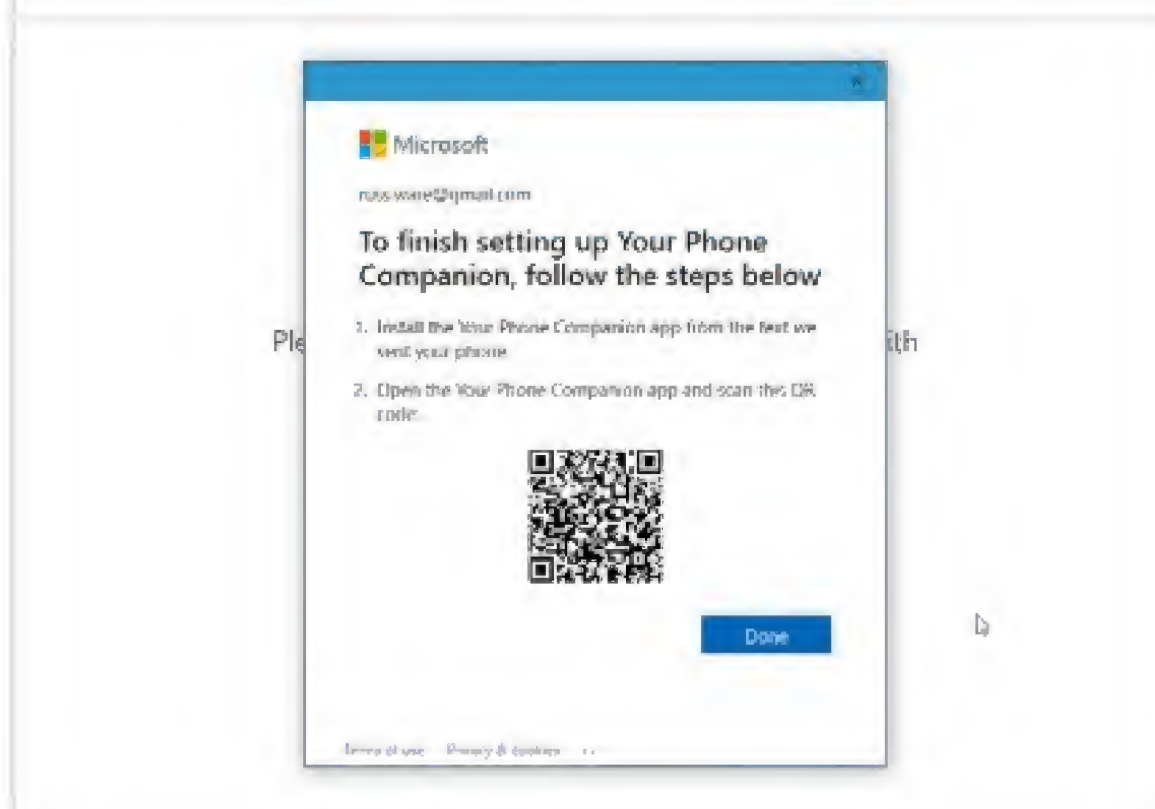 Microsoft
To finish setting up Your Phone
Companion, follow the steps below
Ple
ith
1. Install the Your Phone Companion app from the text we
sent your phone
2. Open the Your Phone Companion app and scan this QR
code.
Done
Terms of use Privacy & cookies